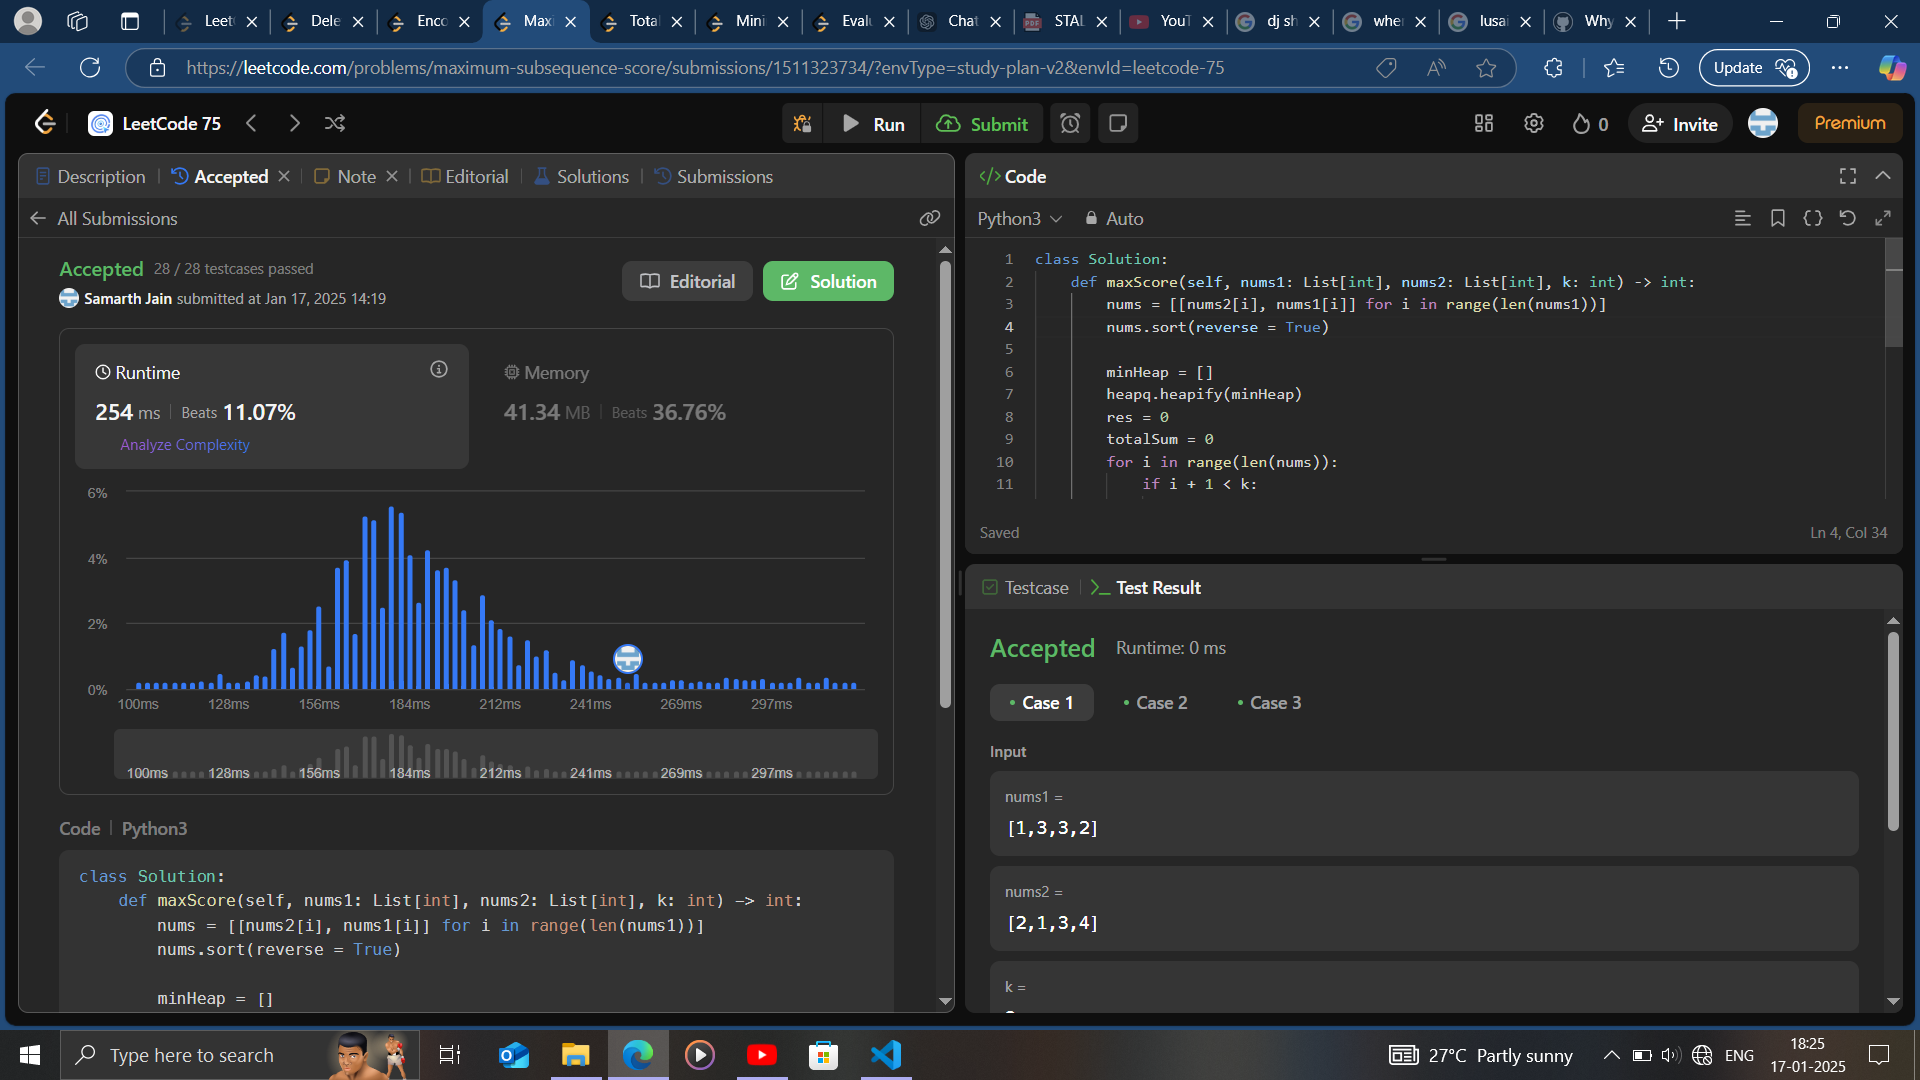 Leet
Dele
Enco
Maxi
Total
Mini
Evalu
Chat
STAL
YouT
dj sh
wher
lusai
Why
https://leetcode.com/problems/maximum-subsequence-score/submissions/1511323734/?envType=study-plan-v2&envId=leetcode-75
Update
LeetCode 75
Run
Submit
0
Invite
Premium
Description
Accepted
Note
Editorial
Solutions
Submissions
All Submissions
Accepted 28 / 28 testcases passed
Samarth Jain submitted at Jan 17, 2025 14:19
Editorial
Solution
Runtime
254 ms | Beats 11.07%
Analyze Complexity
Memory
41.34 MB | Beats 36.76%
6%
4%
2%
0%
100ms 128ms 156ms 184ms 212ms 241ms 269ms 297ms
100ms 128ms 156ms 184ms 212ms 241ms 269ms 297ms
Code | Python3
class Solution:
def maxScore(self, nums1: List[int], nums2: List[int], k: int) -> int:
nums = [[nums2[i], nums1[i]] for i in range(len(nums1))]
nums.sort(reverse = True)
minHeap = []
</> Code
Python3
Auto
1 class Solution:
2 def maxScore(self, nums1: List[int], nums2: List[int], k: int) -> int:
3 nums = [[nums2[i], nums1[i]] for i in range(len(nums1))]
4 nums.sort(reverse = True)
5
6 minHeap = []
7 heapq.heapify(minHeap)
8 res = 0
9 totalSum = 0
10 for i in range(len(nums)):
11 if i + 1 < k:
Saved
Ln 4, Col 34
Testcase
Test Result
Accepted Runtime: 0 ms
Case 1
Case 2
Case 3
Input
nums1 =
[1,3,3,2]
nums2 =
[2,1,3,4]
k =
Type here to search
27°C Partly sunny
ENG
18:25
17-01-2025